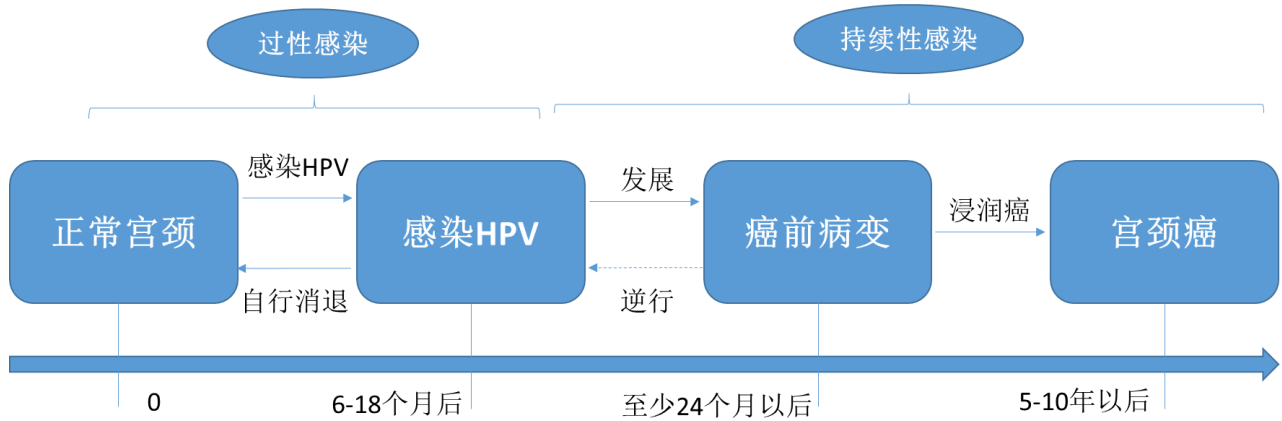 过性感染
持续性感染
感染HPV
发展
浸润癌
正常宫颈
感染HPV
癌前病变
宫颈癌
自行消退
逆行
0
6-18个月后
至少24个月以后
5-10年以后